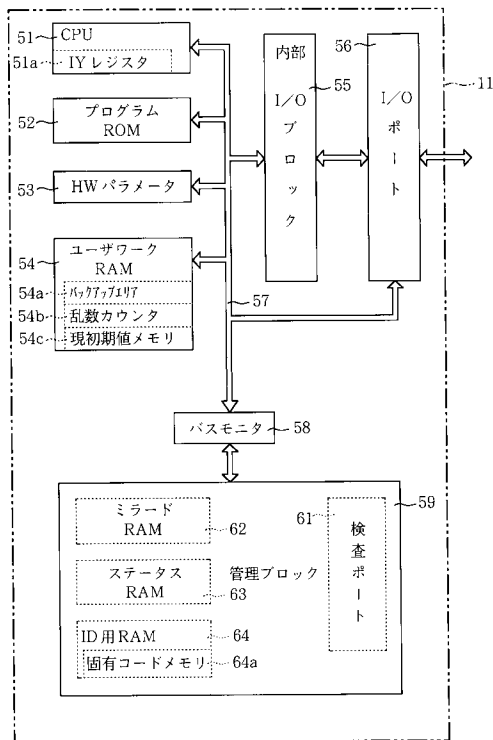 51
CPU
51a
IYレジスタ
52
プログラム
ROM
53
HWパラメータ
54
ユーザワーク
RAM
54a
バックアップエリア
54b
乱数カウンタ
54c
現初期値メモリ
内部
I/O
ブロック
55
56
I/O
ポート
11
57
バスモニタ
58
59
ミラード
RAM
62
ステータス
RAM
63
管理ブロック
ID用RAM
64
固有コードメモリ
64a
61
検査ポート